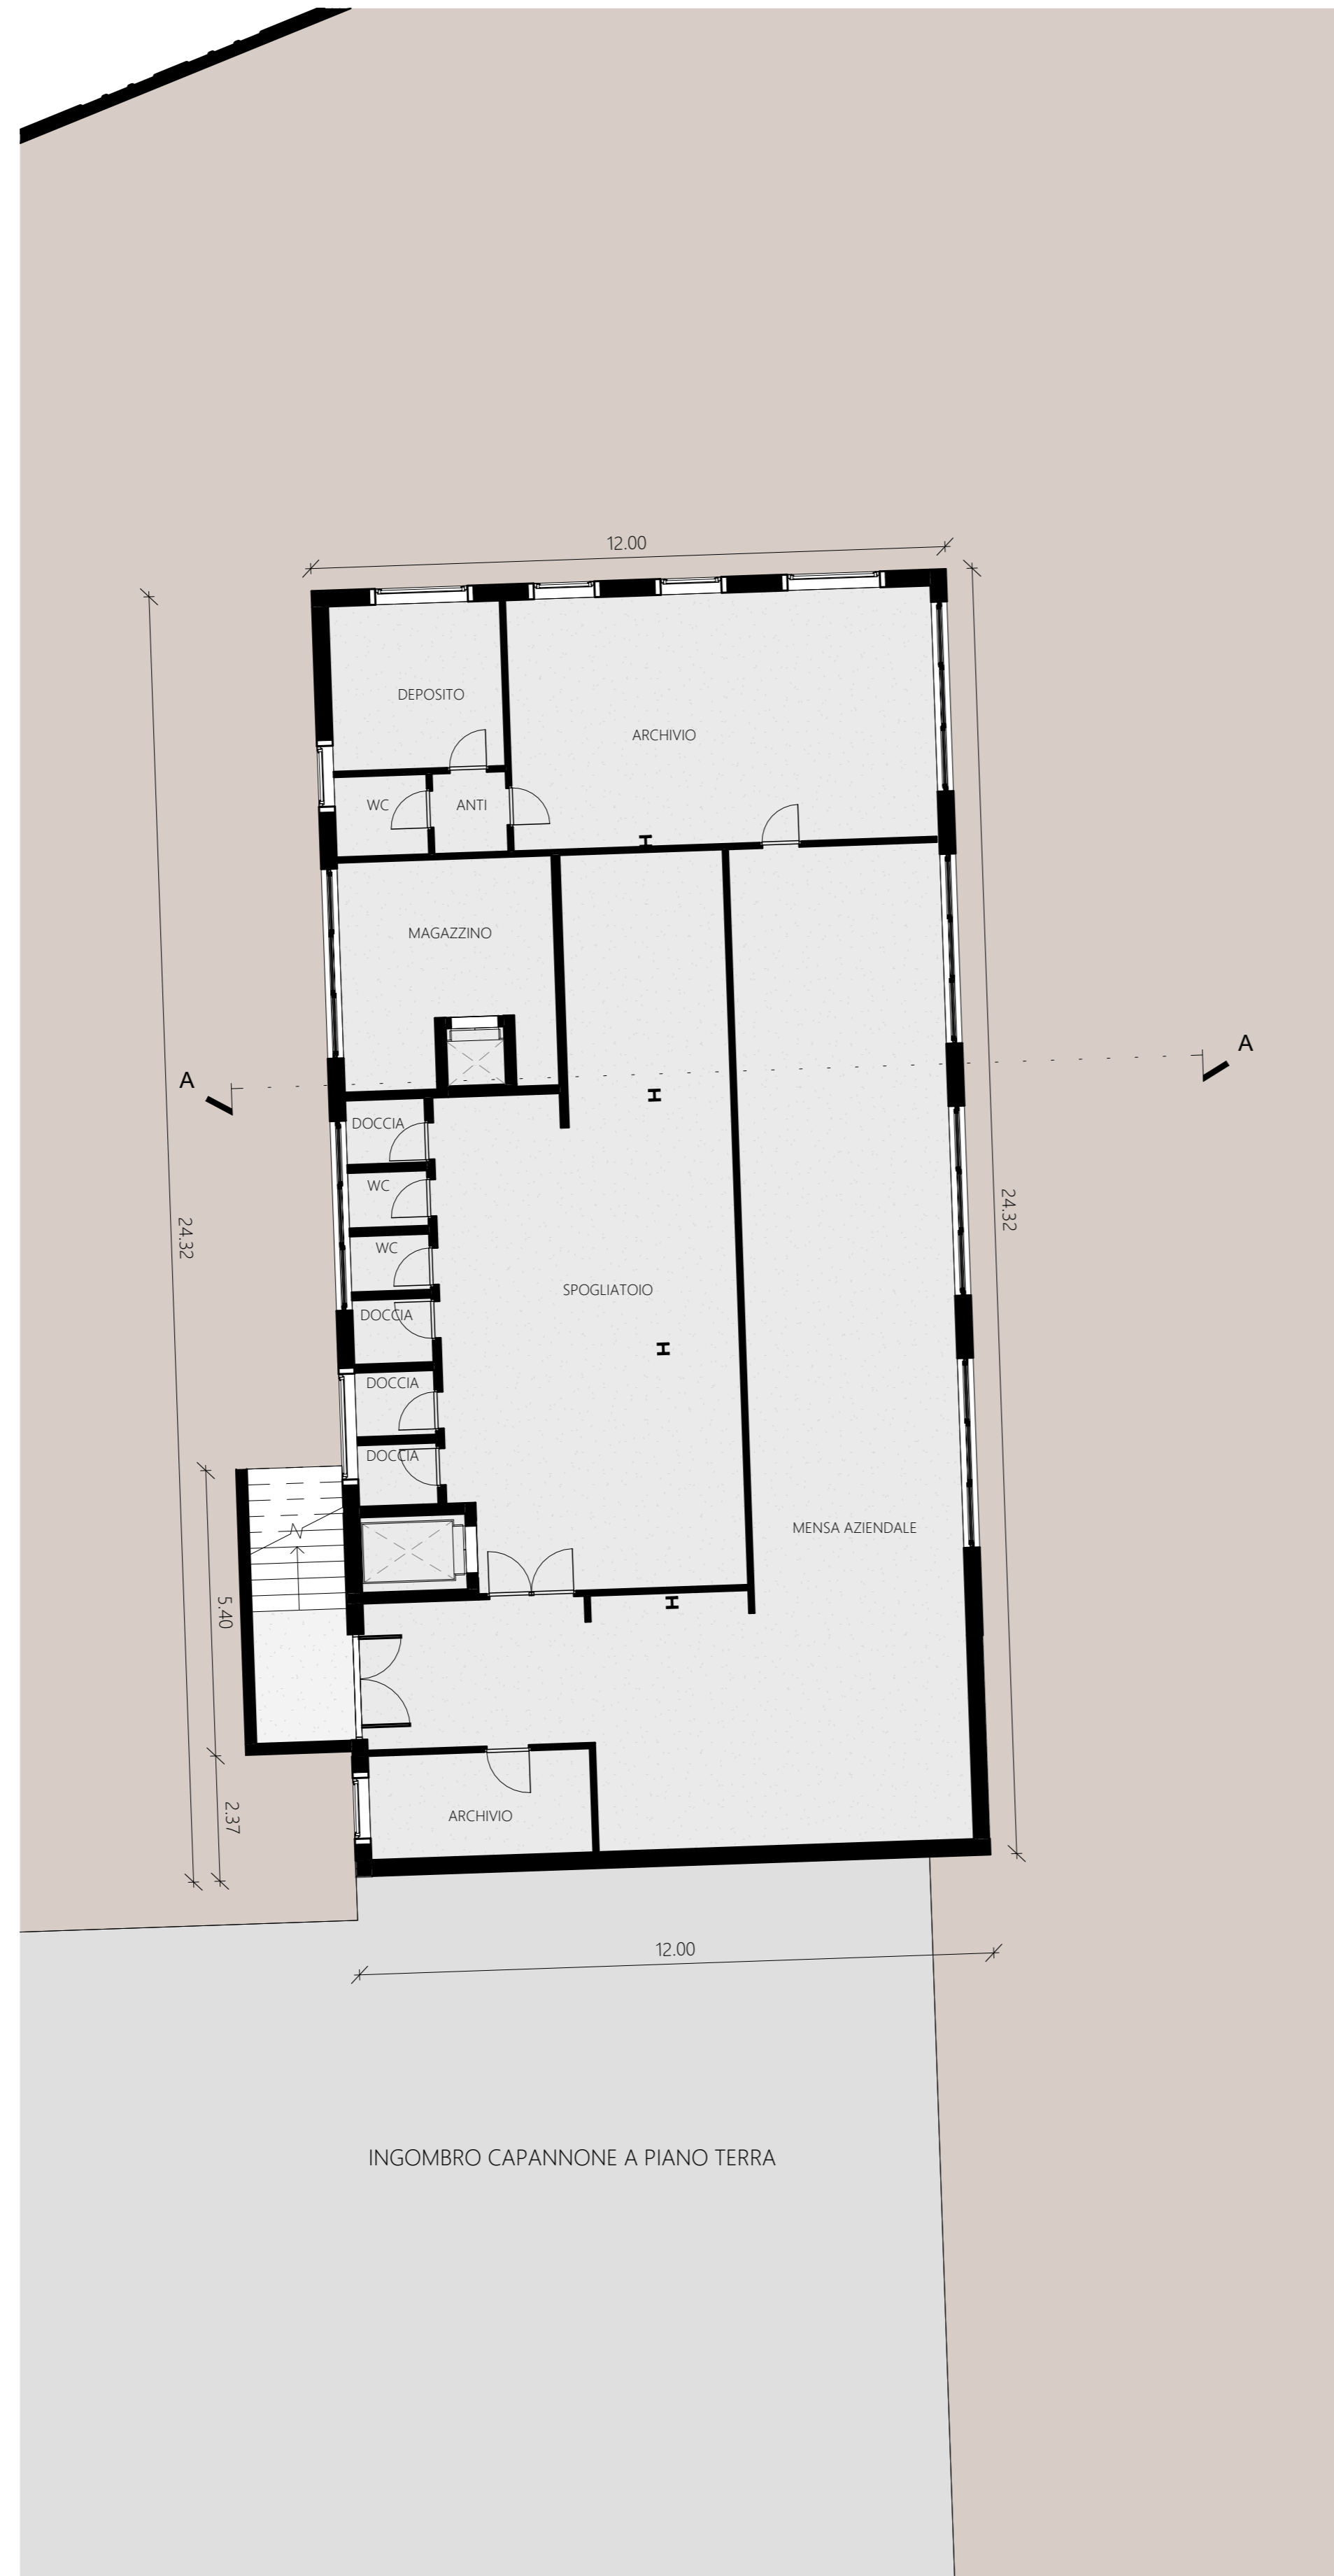 12.00
DEPOSITO
ARCHIVIO
WC
ANTI
MAGAZZINO
A
A
DOCCIA
WC
24.32
24.32
WC
SPOGLIATOIO
DOCCIA
DOCCIA
DOCCIA
MENSA AZIENDALE
5.40
ARCHIVIO
2.37
12.00
INGOMBRO CAPANNONE A PIANO TERRA